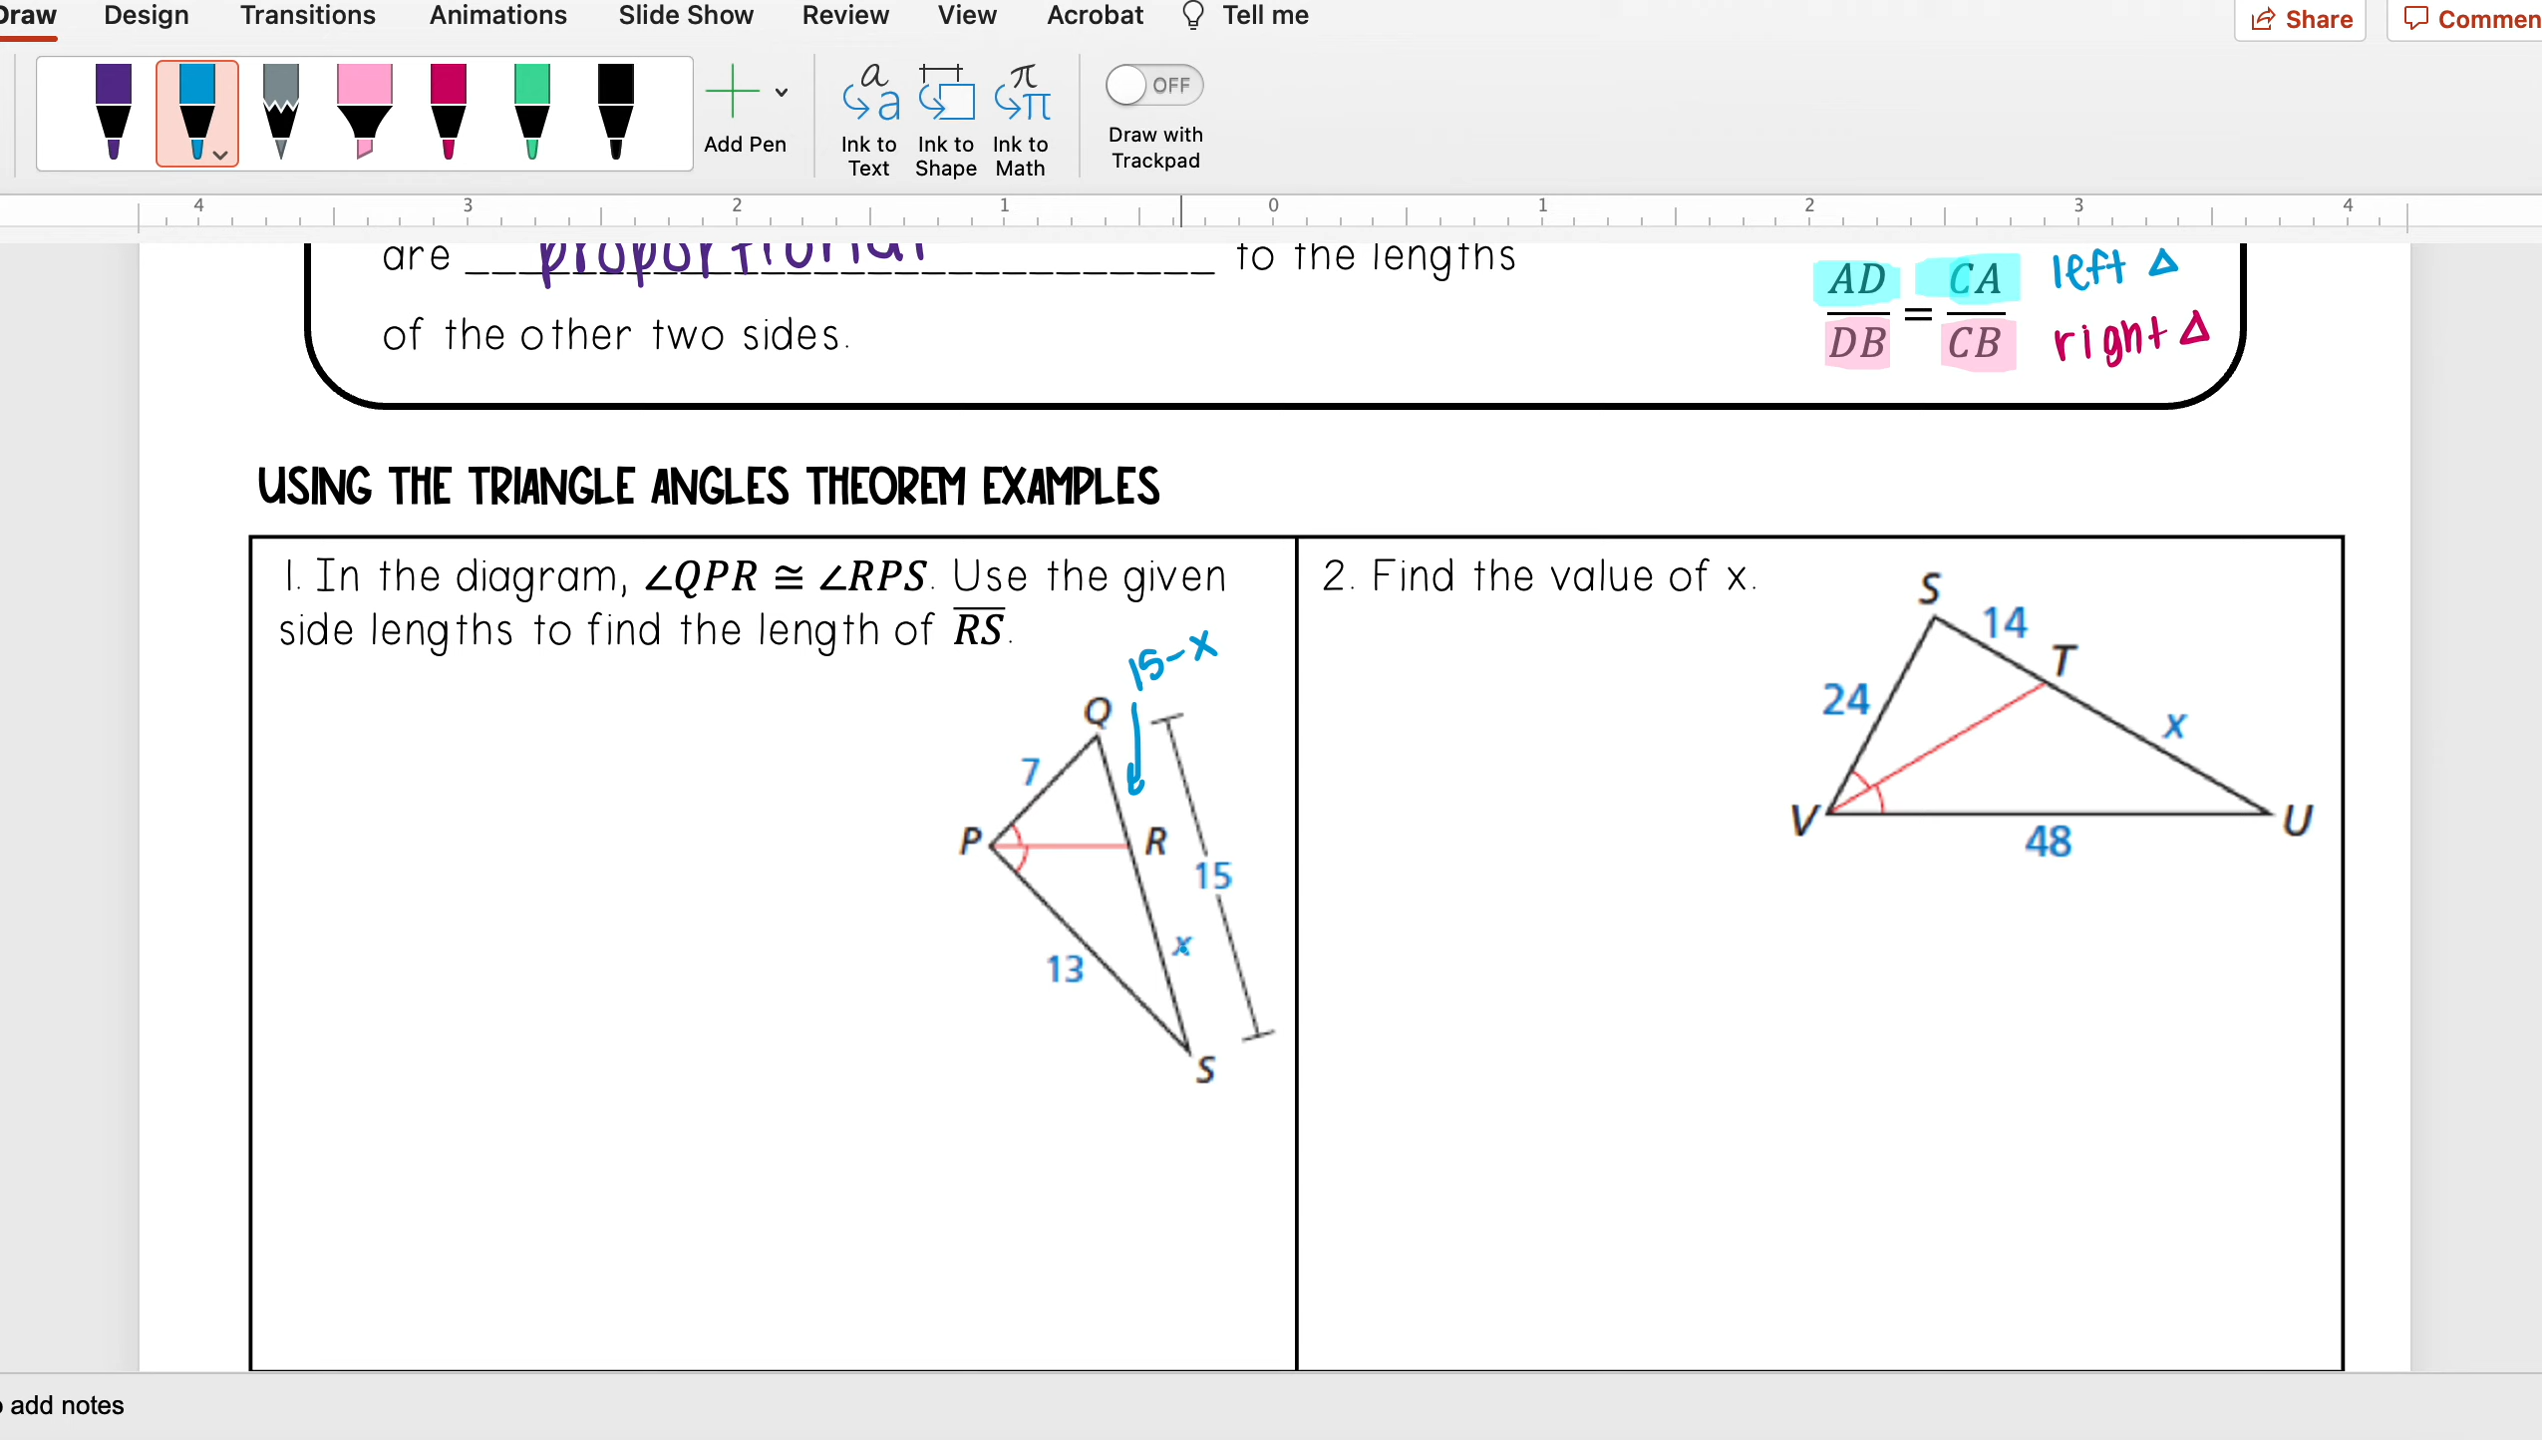 Draw Design Transitions Animations Slide Show Review View Acrobat Tell me Share Commen
Add Pen
a a
π π
Ink to Text
Ink to Shape
Ink to Math
OFF
Draw with Trackpad
4 3 2 1 0 1 2 3 4
are proportional to the lengths
of the other two sides.
AD/DB = CA/CB
left Δ
right Δ
USING THE TRIANGLE ANGLES THEOREM EXAMPLES
1. In the diagram, ∠QPR ≅ ∠RPS. Use the given
side lengths to find the length of RS.
15-x
Q
7
P
R
15
x
13
S
2. Find the value of x.
S
14
T
24
x
V
U
48
add notes